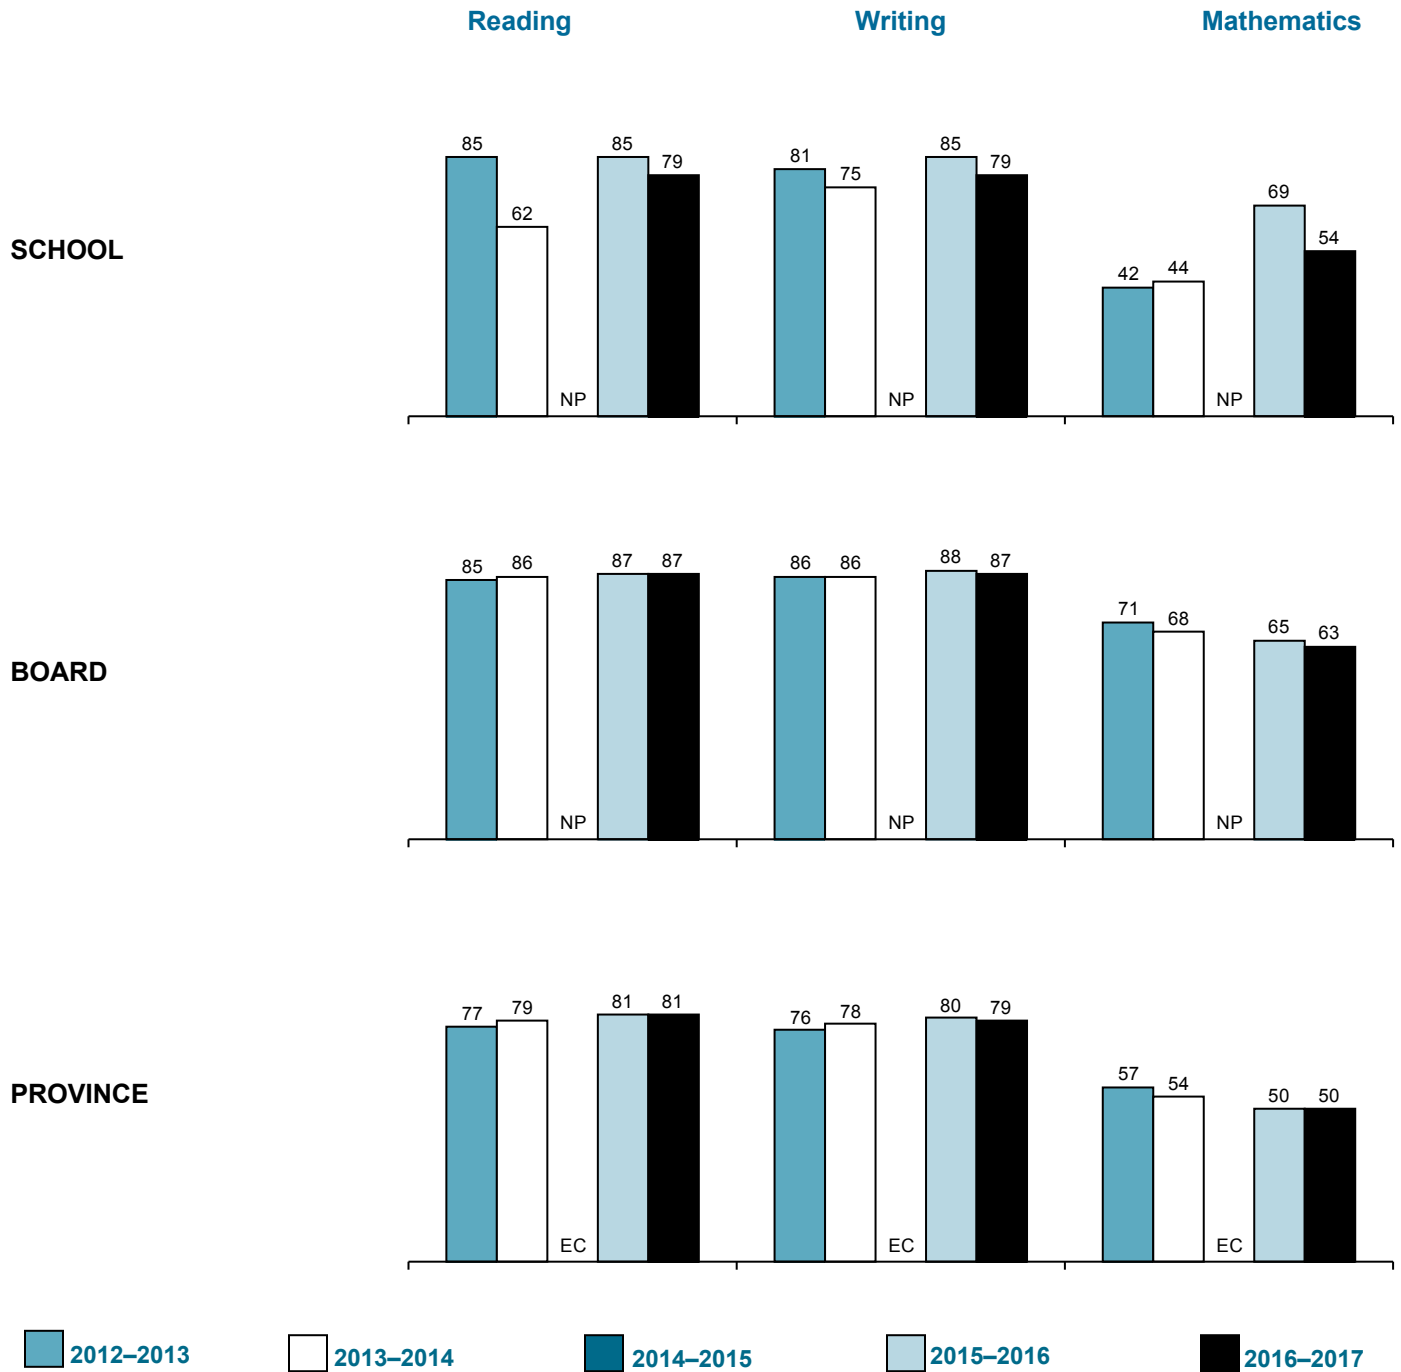 Reading Writing Mathematics
85 62 NP 85 79 81 75 NP 85 79 42 44 NP 69 54
SCHOOL
85 86 NP 87 87 86 86 NP 88 87 71 68 NP 65 63
BOARD
77 79 EC 81 81 76 78 EC 80 79 57 54 EC 50 50
PROVINCE
2012–2013 2013–2014 2014–2015 2015–2016 2016–2017